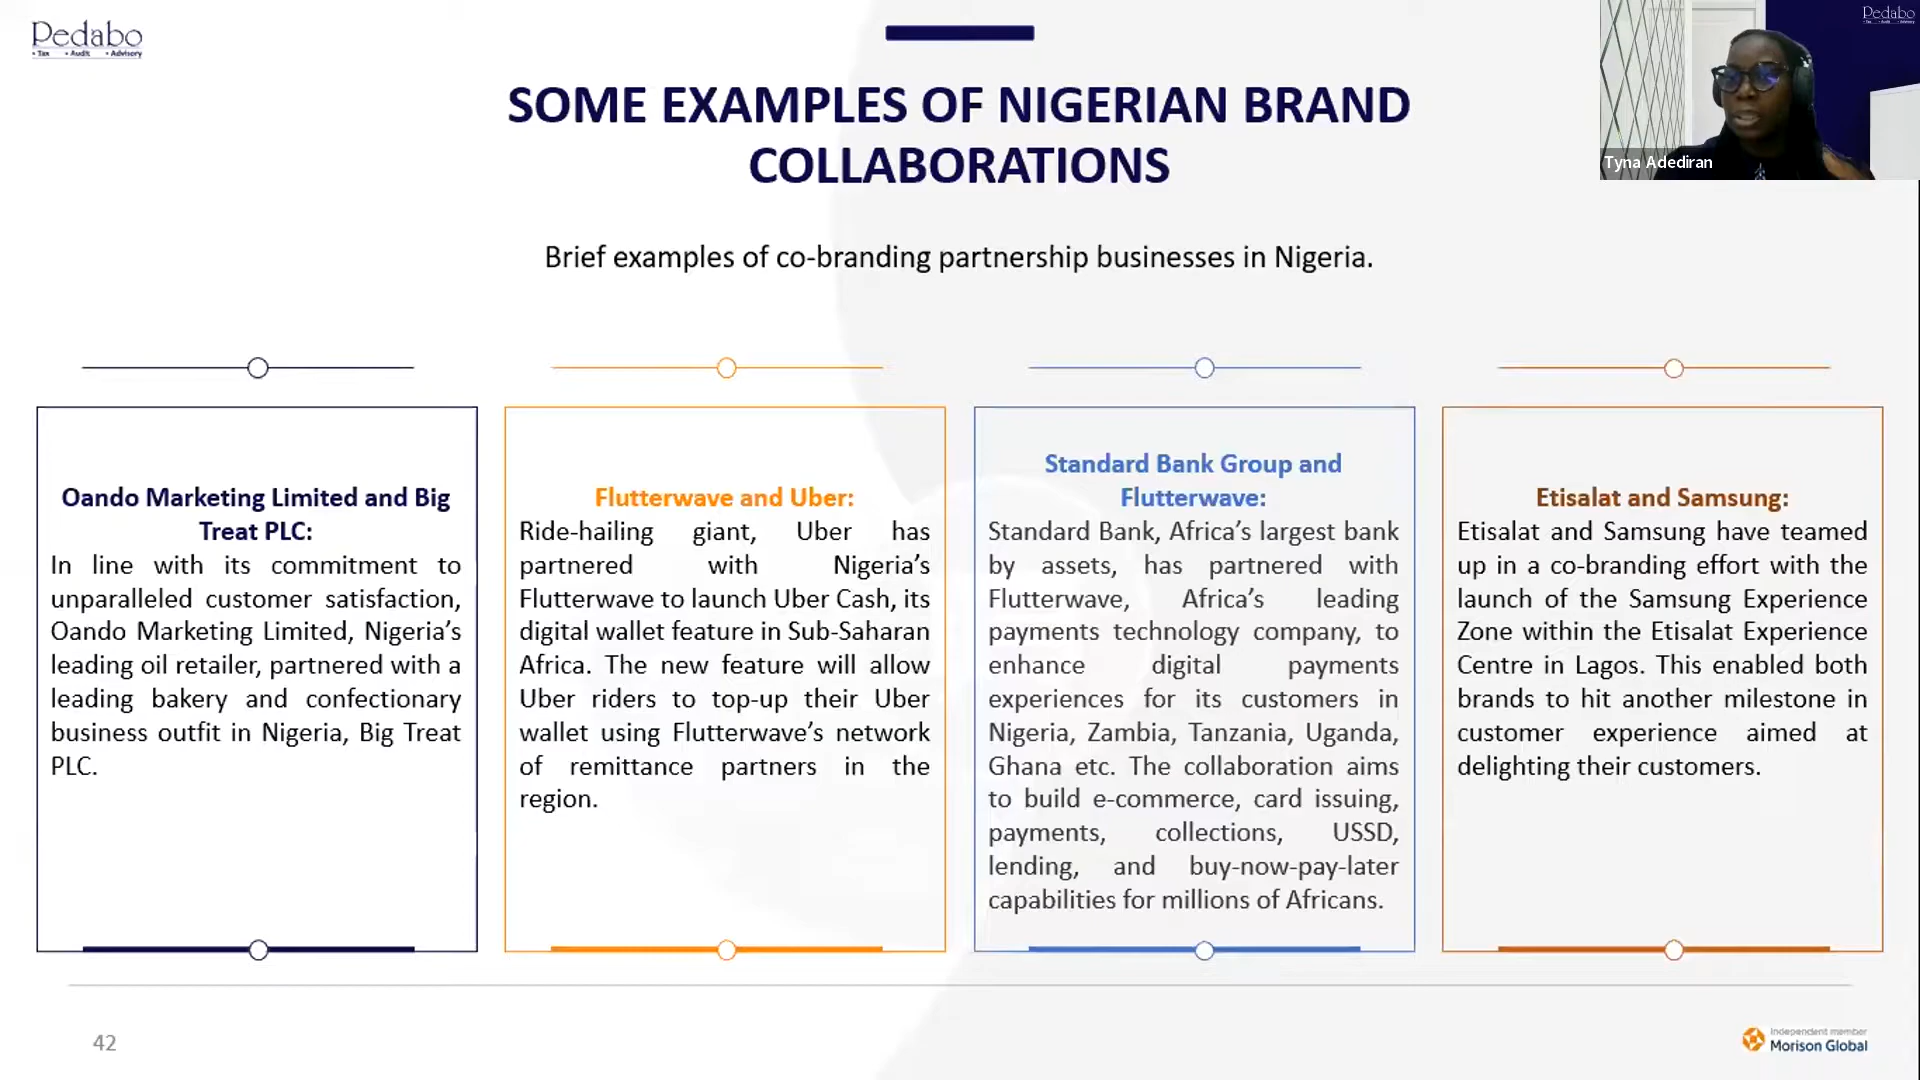 Pedabo
• Tax • Audit • Advisory
Pedabo
Tyna Adediran
SOME EXAMPLES OF NIGERIAN BRAND
COLLABORATIONS
Brief examples of co-branding partnership businesses in Nigeria.
Oando Marketing Limited and Big
Treat PLC:
In line with its commitment to
unparalleled customer satisfaction,
Oando Marketing Limited, Nigeria’s
leading oil retailer, partnered with a
leading bakery and confectionary
business outfit in Nigeria, Big Treat
PLC.
Flutterwave and Uber:
Ride-hailing giant, Uber has
partnered with Nigeria’s
Flutterwave to launch Uber Cash, its
digital wallet feature in Sub-Saharan
Africa. The new feature will allow
Uber riders to top-up their Uber
wallet using Flutterwave’s network
of remittance partners in the
region.
Standard Bank Group and
Flutterwave:
Standard Bank, Africa’s largest bank
by assets, has partnered with
Flutterwave, Africa’s leading
payments technology company, to
enhance digital payments
experiences for its customers in
Nigeria, Zambia, Tanzania, Uganda,
Ghana etc. The collaboration aims
to build e-commerce, card issuing,
payments, collections, USSD,
lending, and buy-now-pay-later
capabilities for millions of Africans.
Etisalat and Samsung:
Etisalat and Samsung have teamed
up in a co-branding effort with the
launch of the Samsung Experience
Zone within the Etisalat Experience
Centre in Lagos. This enabled both
brands to hit another milestone in
customer experience aimed at
delighting their customers.
42
Independent member
Morison Global